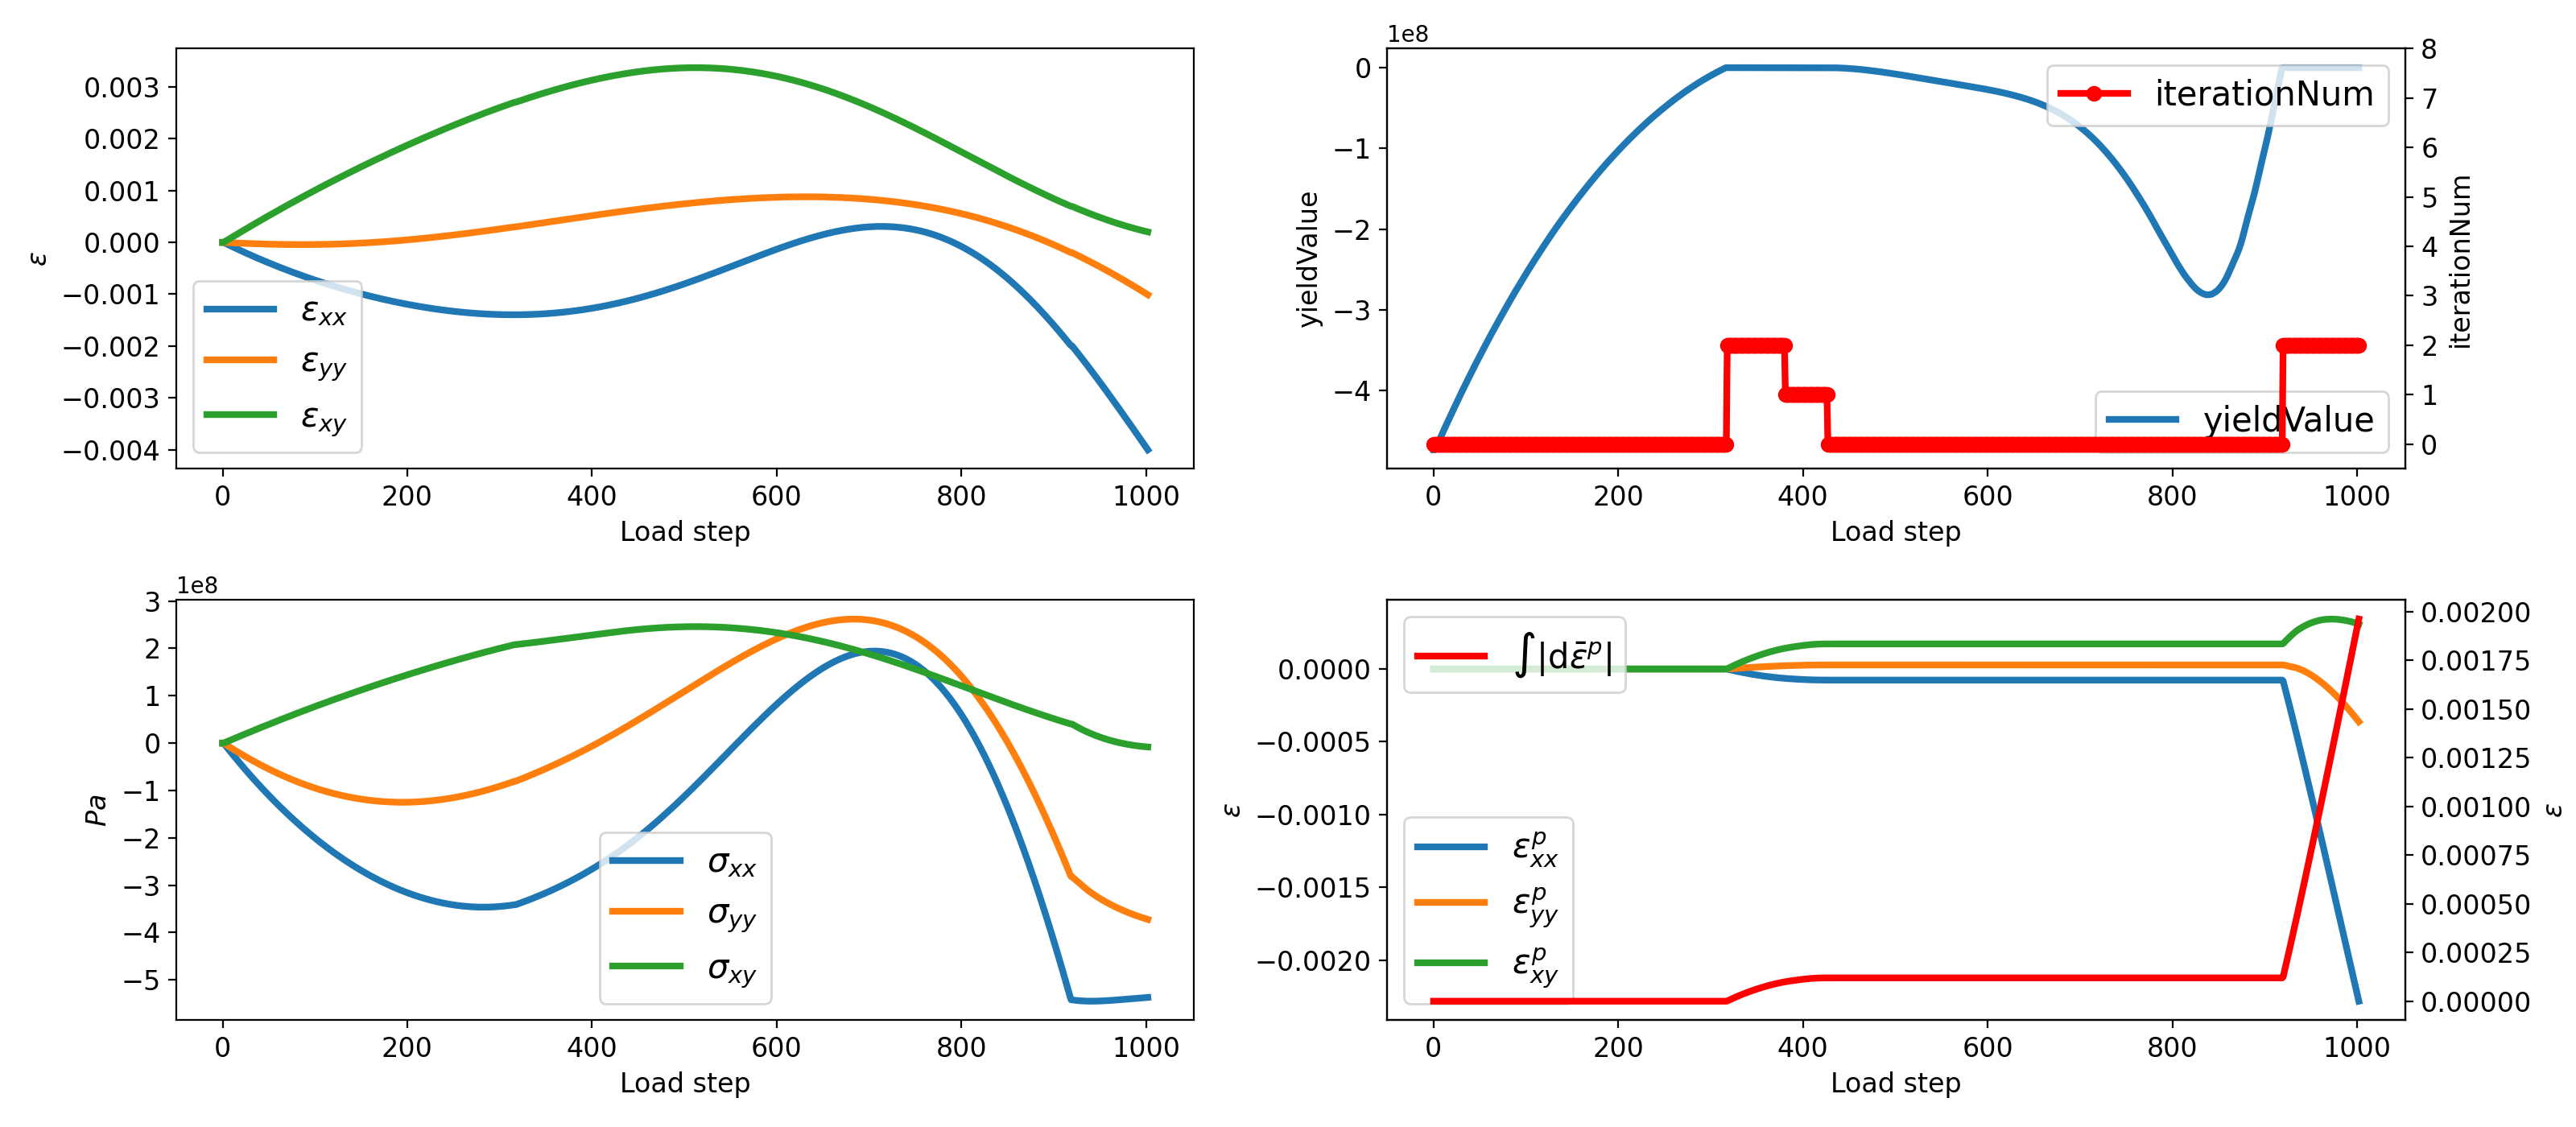 ε
0.003
0.002
0.001
0.000
−0.001
−0.002
−0.003
−0.004
ε_xx
ε_yy
ε_xy
0 200 400 600 800 1000
Load step
1e8
yieldValue
0
−1
−2
−3
−4
iterationNum
yieldValue
8
7
6
5
4
3
2
1
0
iterationNum
0 200 400 600 800 1000
Load step
1e8
Pa
3
2
1
0
−1
−2
−3
−4
−5
σ_xx
σ_yy
σ_xy
0 200 400 600 800 1000
Load step
ε
0.0000
−0.0005
−0.0010
−0.0015
−0.0020
∫|dε̄^p|
ε^p_xx
ε^p_yy
ε^p_xy
0.00200
0.00175
0.00150
0.00125
0.00100
0.00075
0.00050
0.00025
0.00000
ε
0 200 400 600 800 1000
Load step